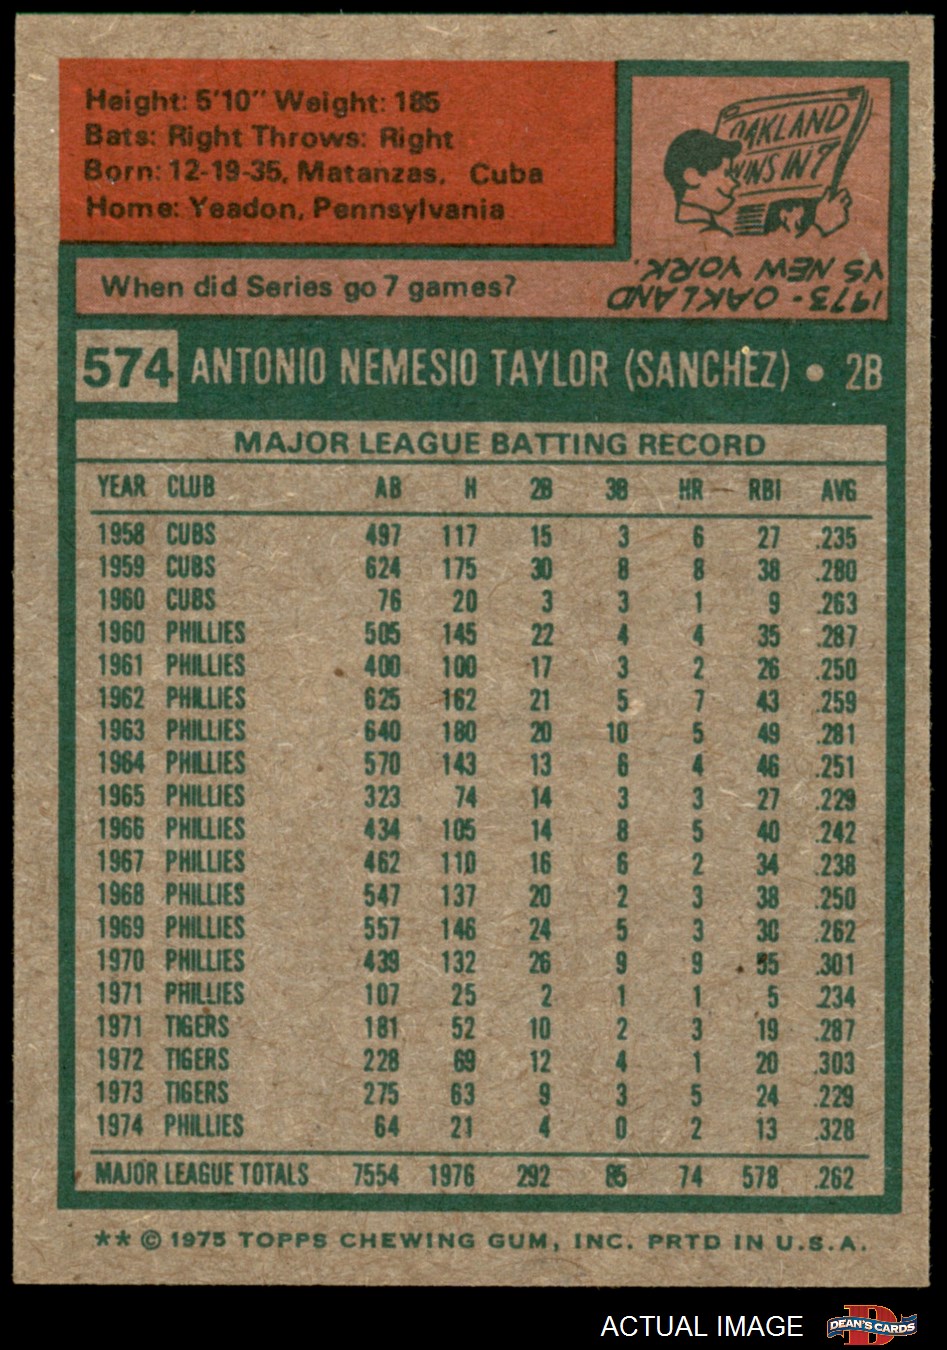 Height: 5'10" Weight: 185
Bats: Right Throws: Right
Born: 12-19-35, Matanzas, Cuba
Home: Yeadon, Pennsylvania
OAKLAND
WINS IN 7
When did Series go 7 games?
1973 - OAKLAND
VS NEW YORK.
574 ANTONIO NEMESIO TAYLOR (SANCHEZ) • 2B
MAJOR LEAGUE BATTING RECORD
YEAR CLUB AB H 2B 3B HR RBI AVG
1958 CUBS 497 117 15 3 6 27 .235
1959 CUBS 624 175 30 8 8 38 .280
1960 CUBS 76 20 3 3 1 9 .263
1960 PHILLIES 505 145 22 4 4 35 .287
1961 PHILLIES 400 100 17 3 2 26 .250
1962 PHILLIES 625 162 21 5 7 43 .259
1963 PHILLIES 640 180 20 10 5 49 .281
1964 PHILLIES 570 143 13 6 4 46 .251
1965 PHILLIES 323 74 14 3 3 27 .229
1966 PHILLIES 434 105 14 8 5 40 .242
1967 PHILLIES 462 110 16 6 2 34 .238
1968 PHILLIES 547 137 20 2 3 38 .250
1969 PHILLIES 557 146 24 5 3 30 .262
1970 PHILLIES 439 132 26 9 9 55 .301
1971 PHILLIES 107 25 2 1 1 5 .234
1971 TIGERS 181 52 10 2 3 19 .287
1972 TIGERS 228 69 12 4 1 20 .303
1973 TIGERS 275 63 9 3 5 24 .229
1974 PHILLIES 64 21 4 0 2 13 .328
MAJOR LEAGUE TOTALS 7554 1976 292 85 74 578 .262
** © 1975 TOPPS CHEWING GUM, INC. PRTD IN U.S.A.
ACTUAL IMAGE
D
DEAN'S CARDS